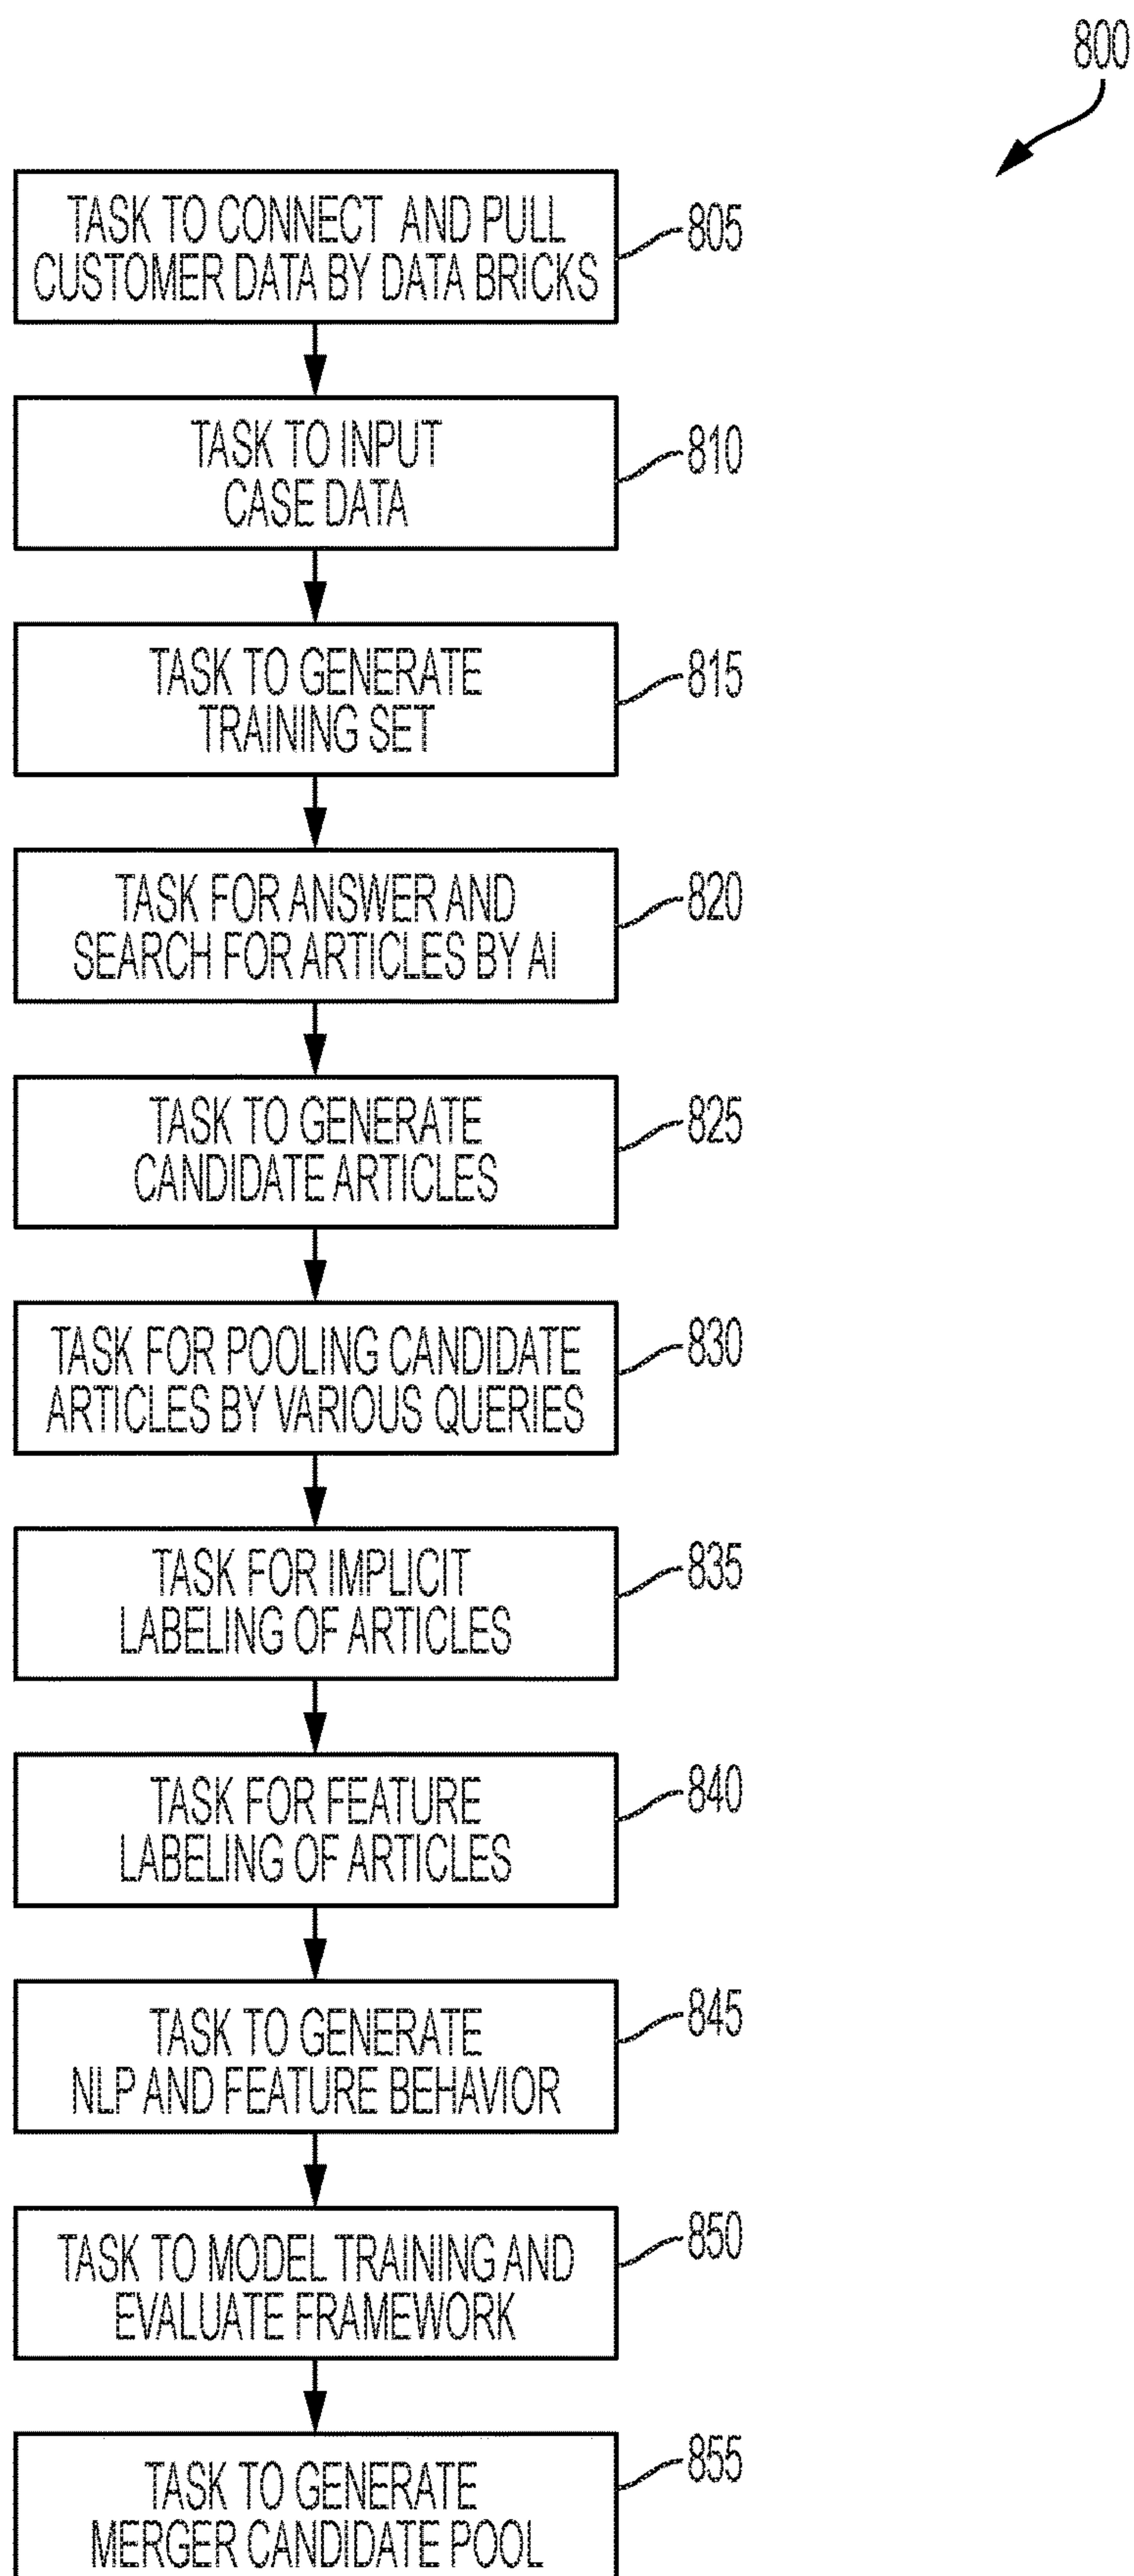 800
TASK TO CONNECT AND PULL
CUSTOMER DATA BY DATA BRICKS
805
TASK TO INPUT
CASE DATA
810
TASK TO GENERATE
TRAINING SET
815
TASK FOR ANSWER AND
SEARCH FOR ARTICLES BY AI
820
TASK TO GENERATE
CANDIDATE ARTICLES
825
TASK FOR POOLING CANDIDATE
ARTICLES BY VARIOUS QUERIES
830
TASK FOR IMPLICIT
LABELING OF ARTICLES
835
TASK FOR FEATURE
LABELING OF ARTICLES
840
TASK TO GENERATE
NLP AND FEATURE BEHAVIOR
845
TASK TO MODEL TRAINING AND
EVALUATE FRAMEWORK
850
TASK TO GENERATE
MERGER CANDIDATE POOL
855